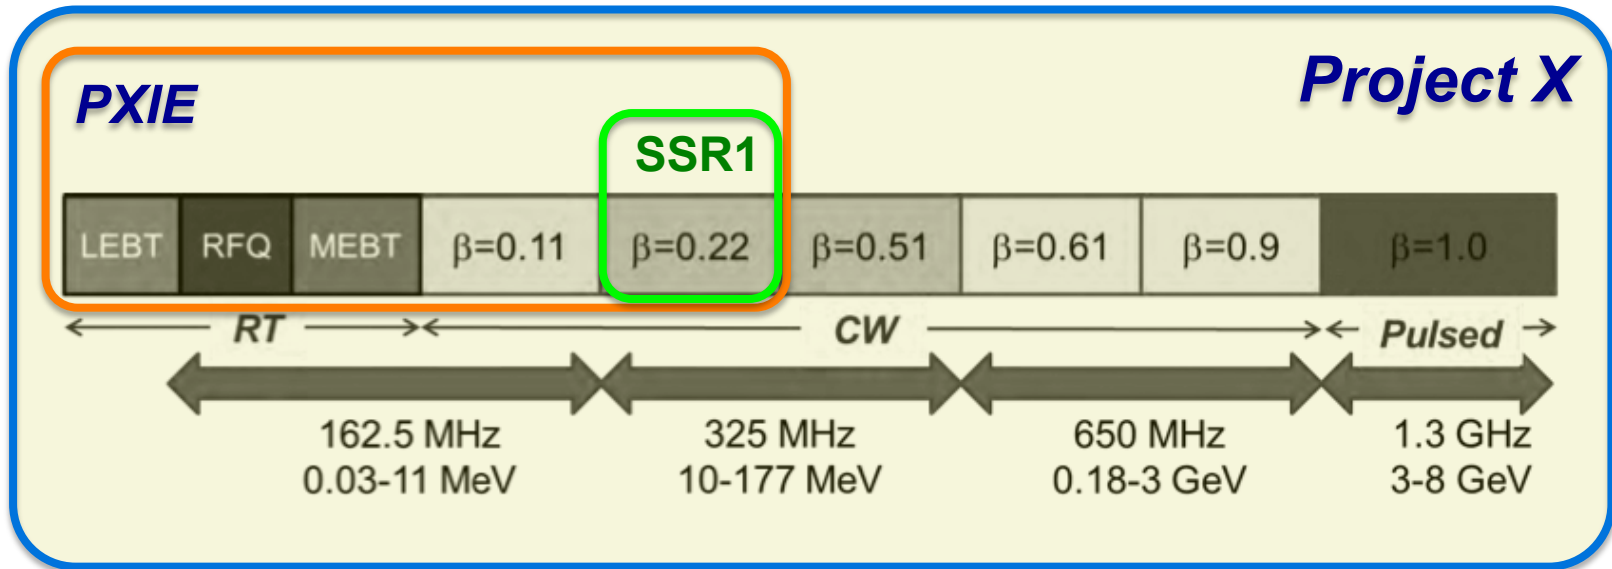 PXIE
Project X
SSR1
LEBT RFQ MEBT β=0.11 β=0.22 β=0.51 β=0.61 β=0.9 β=1.0
RT CW Pulsed
162.5 MHz 325 MHz 650 MHz 1.3 GHz
0.03-11 MeV 10-177 MeV 0.18-3 GeV 3-8 GeV